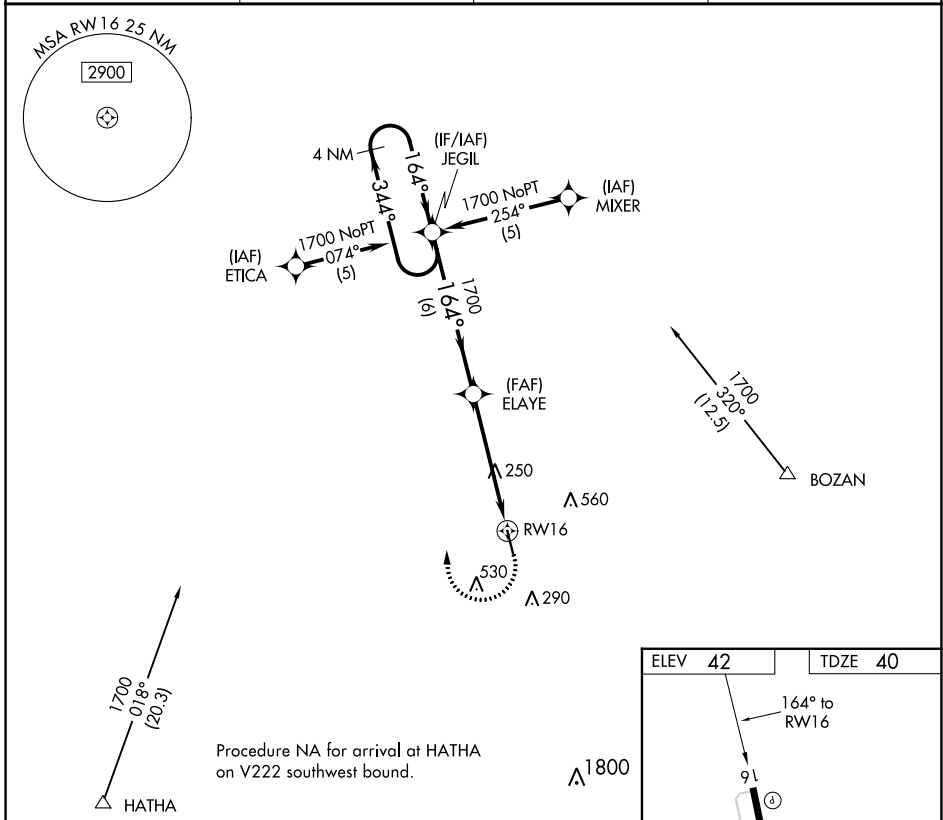 MSA RW16 25 NM
2900
4 NM
(IF/IAF)
JEGIL
164°
344°
1700 NoPT
254°
(5)
(IAF)
MIXER
(IAF)
ETICA
1700 NoPT
074°
(5)
1700
164°
(6)
(FAF)
ELAYE
1700
320°
(12.5)
BOZAN
250
560
RW16
530
290
1700
018°
(20.3)
HATHA
Procedure NA for arrival at HATHA
on V222 southwest bound.
1800
ELEV 42
TDZE 40
164° to
RW16
16
P